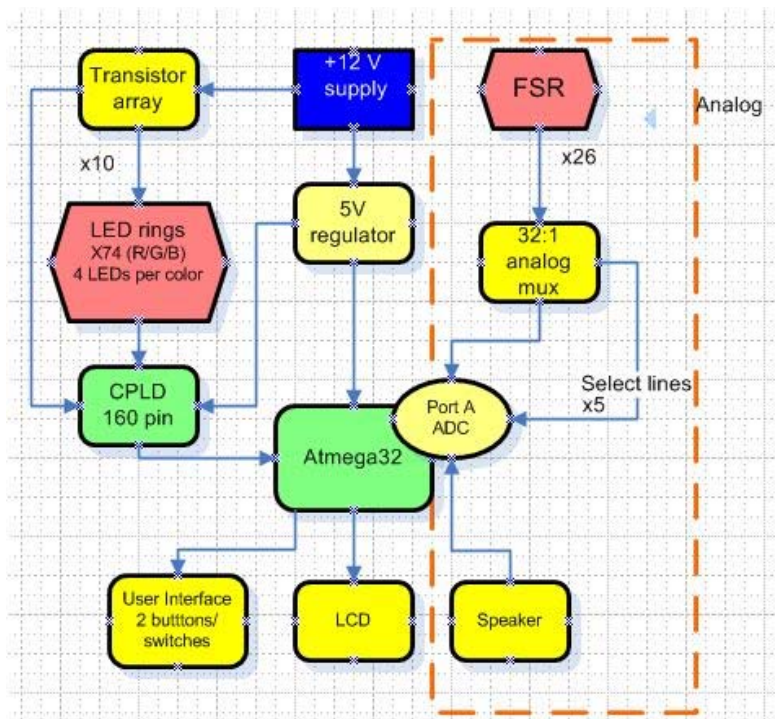 Transistor
array
+12 V
supply
FSR
Analog
x10
x26
LED rings
X74 (R/G/B)
4 LEDs per color
5V
regulator
32:1
analog
mux
CPLD
160 pin
Port A
ADC
Select lines
x5
Atmega32
User Interface
2 butttons/
switches
LCD
Speaker